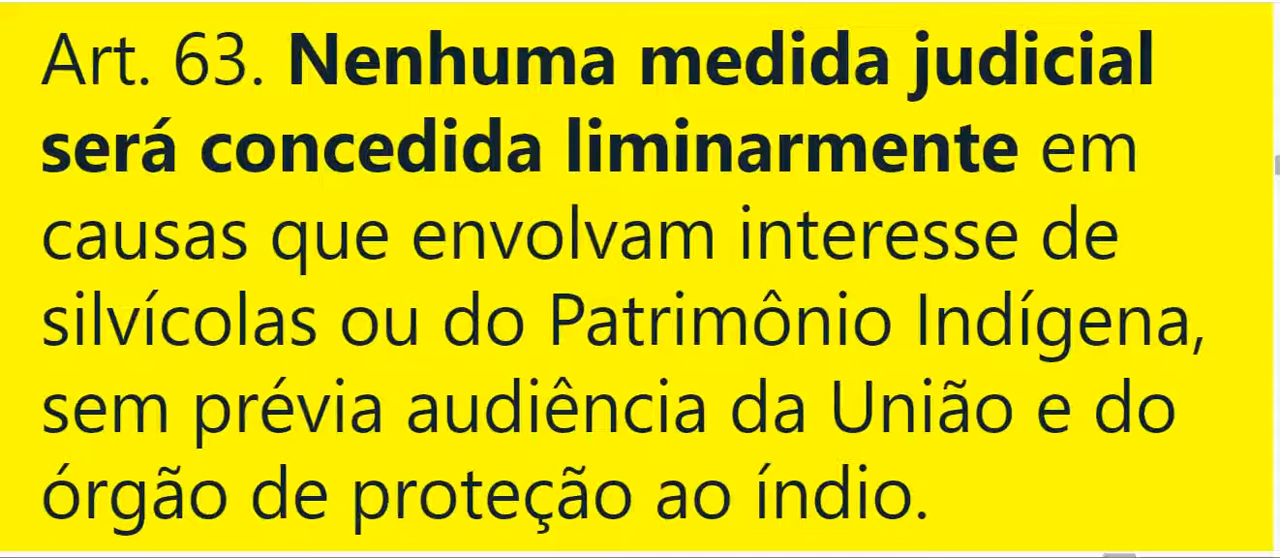 Art. 63. Nenhuma medida judicial
será concedida liminarmente em
causas que envolvam interesse de
silvícolas ou do Patrimônio Indígena,
sem prévia audiência da União e do
órgão de proteção ao índio.